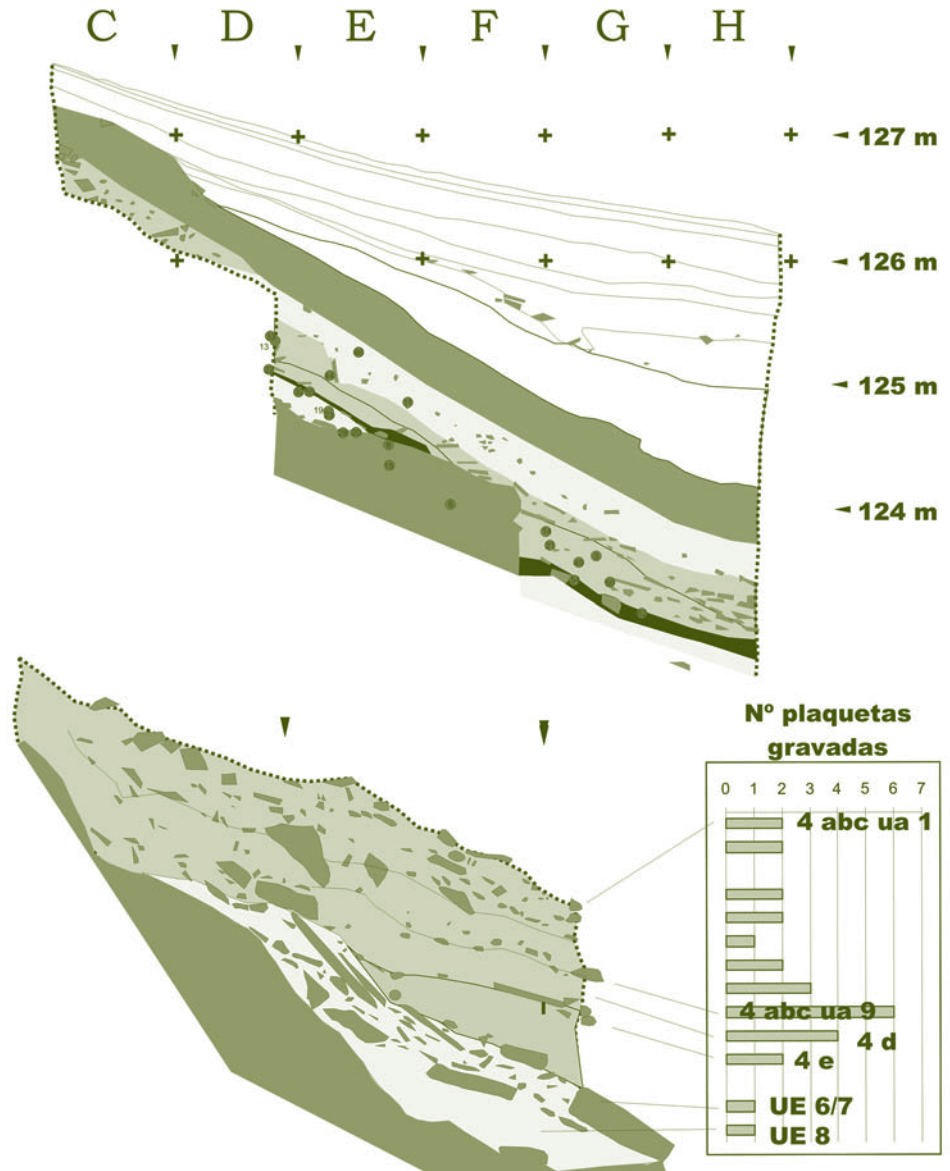 C D E F G H
127 m
126 m
125 m
124 m
13
19
Nº plaquetas
gravadas
0 1 2 3 4 5 6 7
4 abc ua 1
4 abc ua 9
4 d
4 e
UE 6/7
UE 8